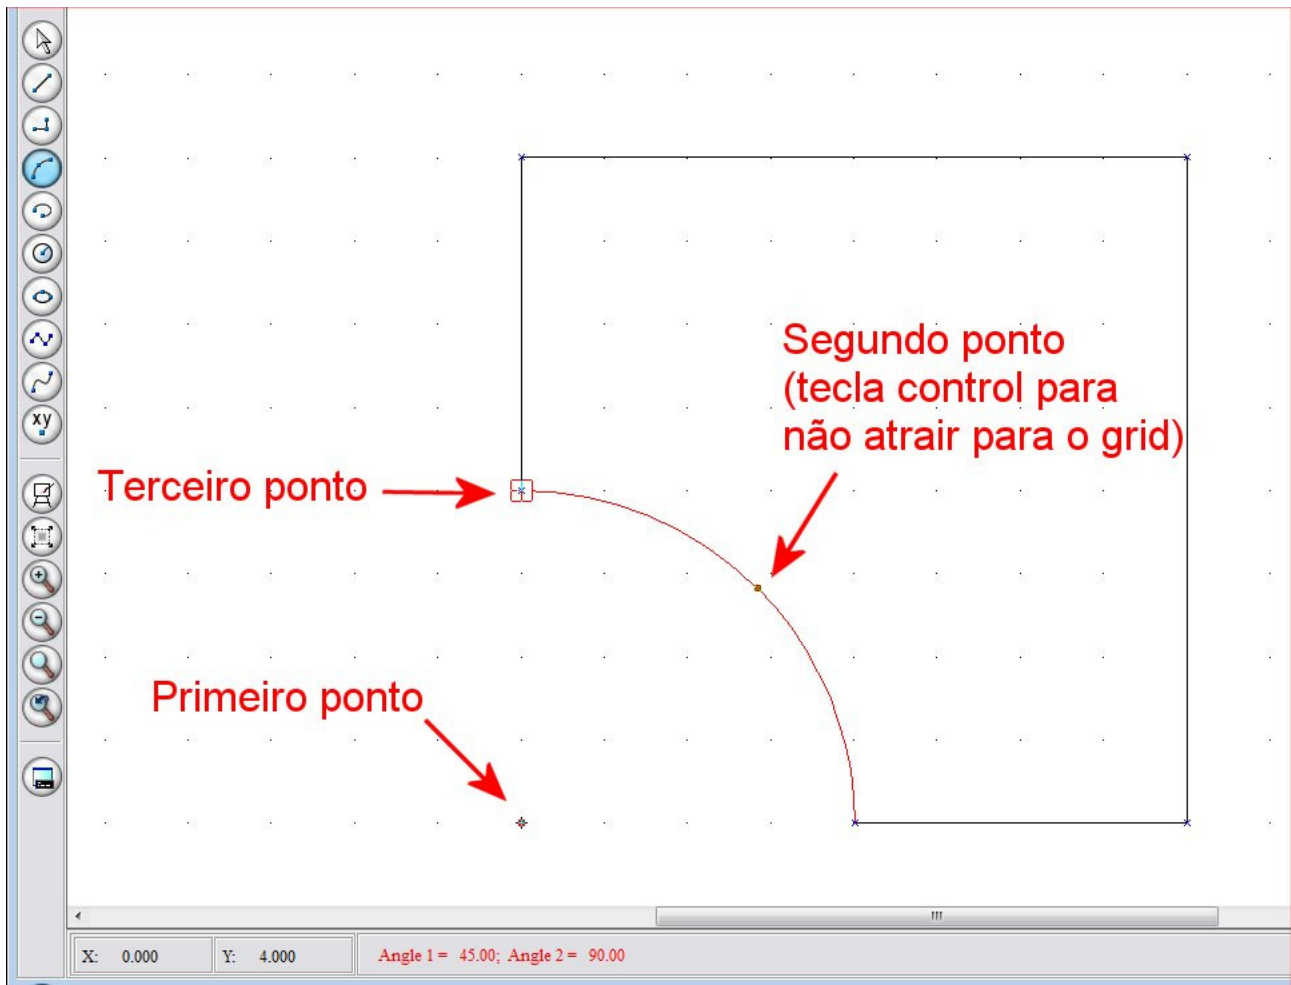 xy
Segundo ponto
(tecla control para
não atrair para o grid)
Terceiro ponto
Primeiro ponto
X: 0.000 Y: 4.000 Angle 1 = 45.00; Angle 2 = 90.00